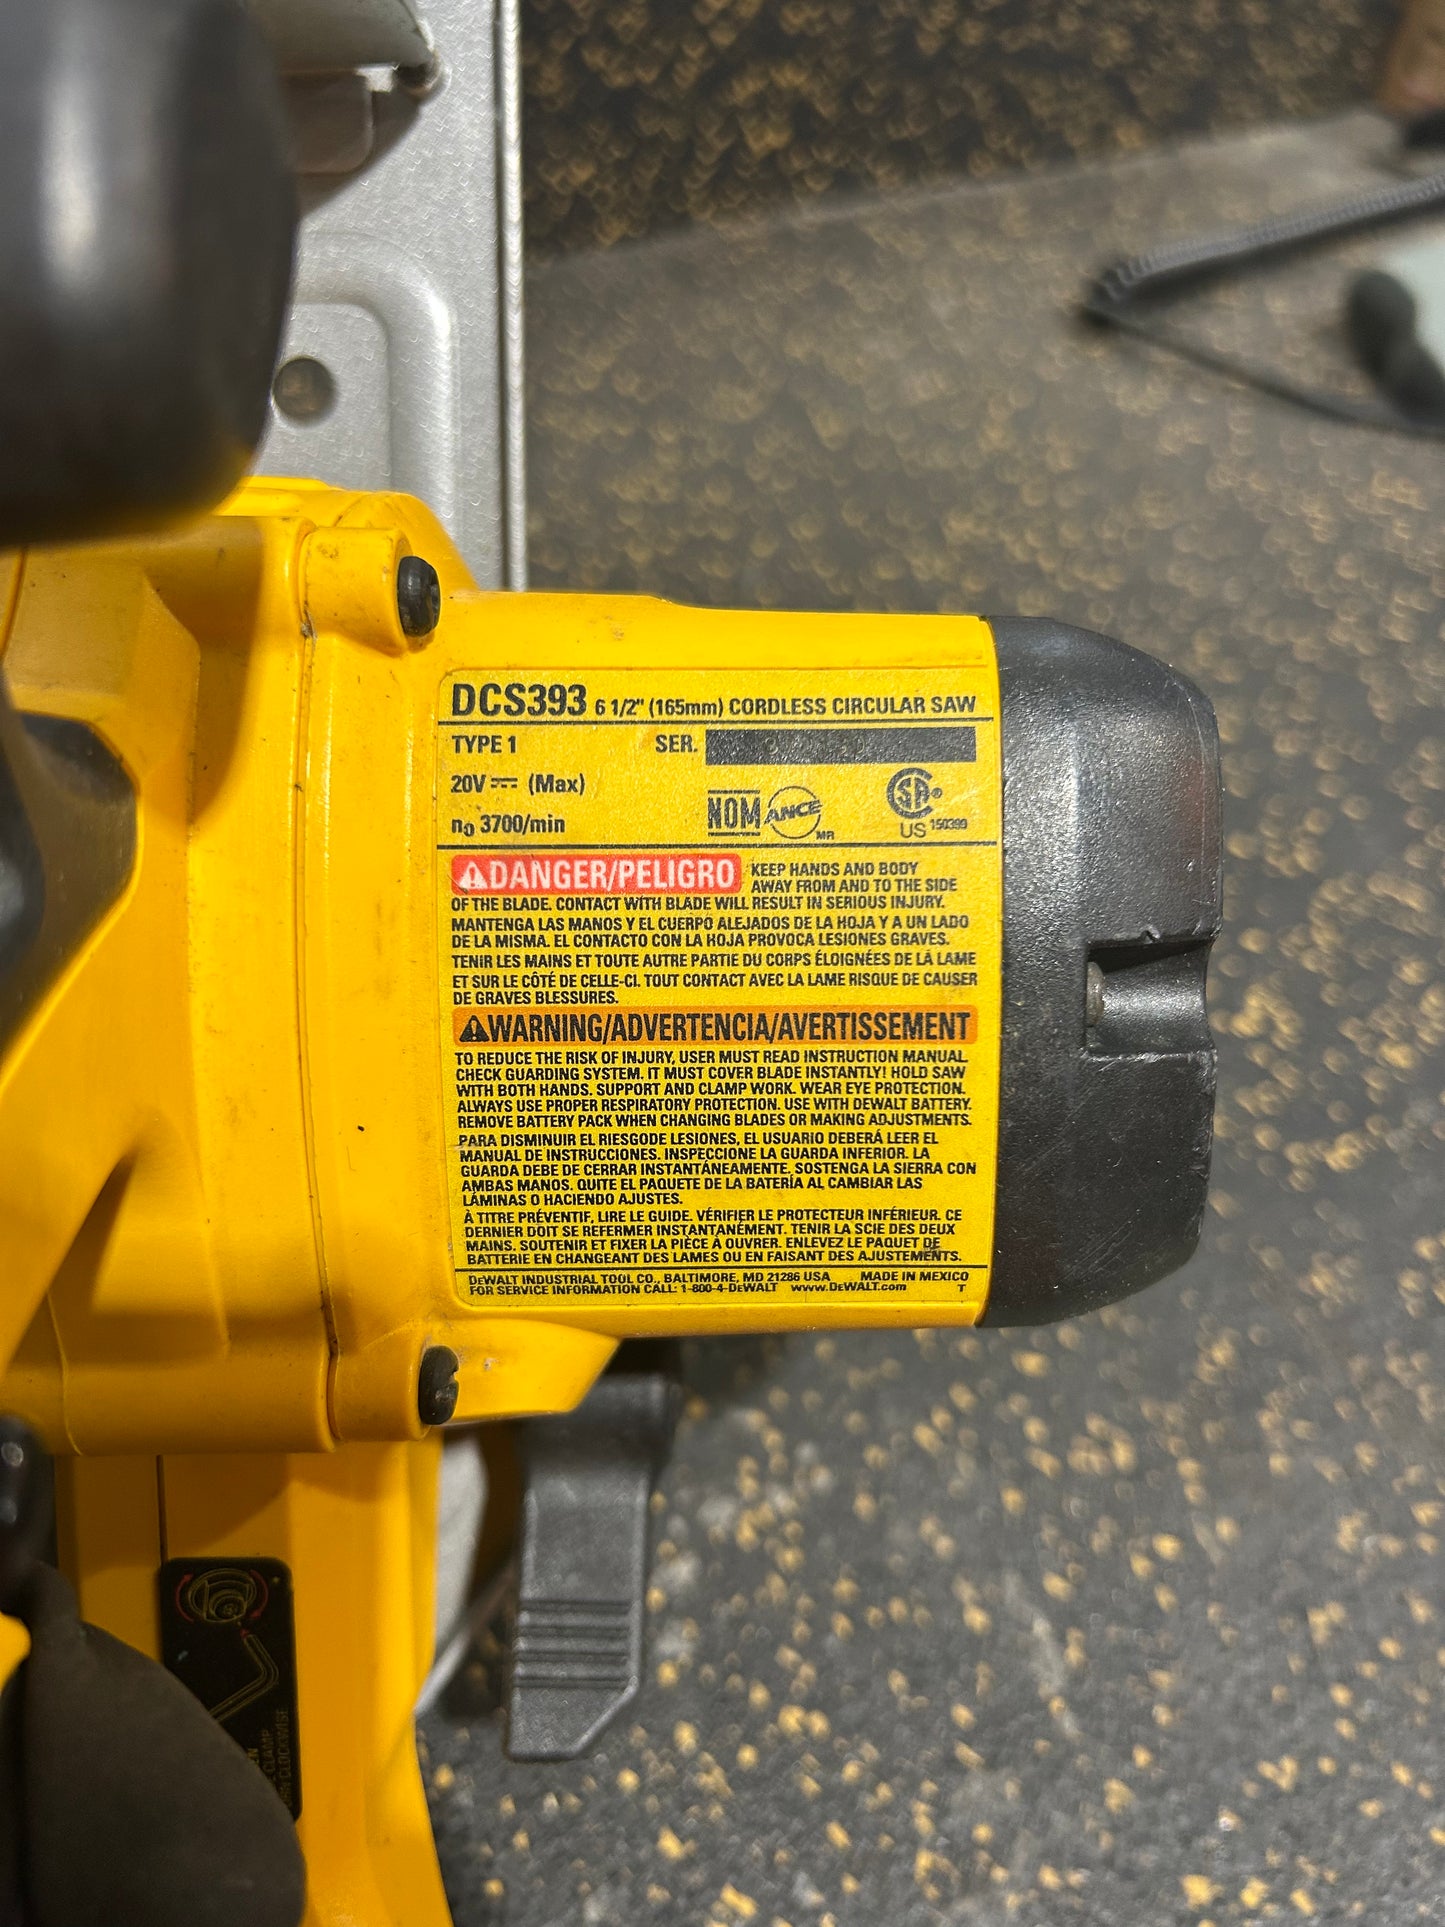 DCS393 6 1/2" (165mm) CORDLESS CIRCULAR SAW
TYPE 1 SER.
20V ⎓ (Max)
n₀ 3700/min
NOM ANCE MR
CSA® US 150399
DANGER/PELIGRO KEEP HANDS AND BODY
AWAY FROM AND TO THE SIDE
OF THE BLADE. CONTACT WITH BLADE WILL RESULT IN SERIOUS INJURY.
MANTENGA LAS MANOS Y EL CUERPO ALEJADOS DE LA HOJA Y A UN LADO
DE LA MISMA. EL CONTACTO CON LA HOJA PROVOCA LESIONES GRAVES.
TENIR LES MAINS ET TOUTE AUTRE PARTIE DU CORPS ÉLOIGNÉES DE LA LAME
ET SUR LE CÔTÉ DE CELLE-CI. TOUT CONTACT AVEC LA LAME RISQUE DE CAUSER
DE GRAVES BLESSURES.
WARNING/ADVERTENCIA/AVERTISSEMENT
TO REDUCE THE RISK OF INJURY, USER MUST READ INSTRUCTION MANUAL
CHECK GUARDING SYSTEM. IT MUST COVER BLADE INSTANTLY! HOLD SAW
WITH BOTH HANDS. SUPPORT AND CLAMP WORK. WEAR EYE PROTECTION.
ALWAYS USE PROPER RESPIRATORY PROTECTION. USE WITH DEWALT BATTERY.
REMOVE BATTERY PACK WHEN CHANGING BLADES OR MAKING ADJUSTMENTS.
PARA DISMINUIR EL RIESGODE LESIONES, EL USUARIO DEBERÁ LEER EL
MANUAL DE INSTRUCCIONES. INSPECCIONE LA GUARDA INFERIOR. LA
GUARDA DEBE DE CERRAR INSTANTÁNEAMENTE. SOSTENGA LA SIERRA CON
AMBAS MANOS. QUITE EL PAQUETE DE LA BATERÍA AL CAMBIAR LAS
LÁMINAS O HACIENDO AJUSTES.
À TITRE PRÉVENTIF, LIRE LE GUIDE. VÉRIFIER LE PROTECTEUR INFÉRIEUR. CE
DERNIER DOIT SE REFERMER INSTANTANÉMENT. TENIR LA SCIE DES DEUX
MAINS. SOUTENIR ET FIXER LA PIÈCE À OUVRER. ENLEVEZ LE PAQUET DE
BATTERIE EN CHANGEANT DES LAMES OU EN FAISANT DES AJUSTEMENTS.
DEWALT INDUSTRIAL TOOL CO., BALTIMORE, MD 21286 USA MADE IN MEXICO
FOR SERVICE INFORMATION CALL: 1-800-4-DEWALT www.DEWALT.com T
CLAMP
CLOCKWISE